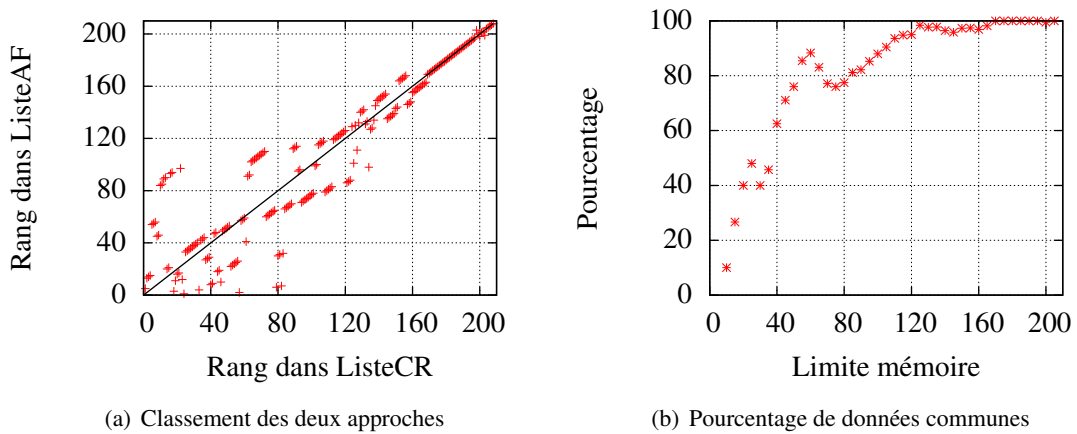 Rang dans ListeAF
200
160
120
80
40
0
0 40 80 120 160 200
Rang dans ListeCR
(a) Classement des deux approches
Pourcentage
100
80
60
40
20
0
0 40 80 120 160 200
Limite mémoire
(b) Pourcentage de données communes